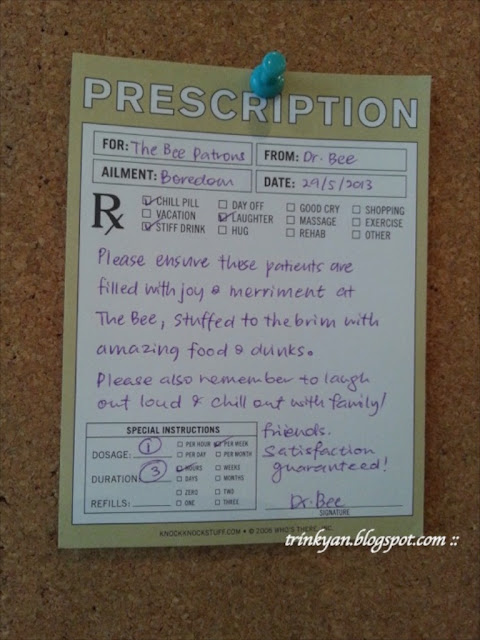 PRESCRIPTION
FOR: The Bee Patrons FROM: Dr. Bee
AILMENT: Boredom DATE: 29/5/2013
Rx
CHILL PILL DAY OFF GOOD CRY SHOPPING
VACATION LAUGHTER MASSAGE EXERCISE
STIFF DRINK HUG REHAB OTHER
Please ensure these patients are
filled with joy & merriment at
The Bee, stuffed to the brim with
amazing food & drinks.
Please also remember to laugh
out loud & chill out with family/
friends.
Satisfaction
guaranteed!
SPECIAL INSTRUCTIONS
DOSAGE: 1 PER HOUR PER WEEK
PER DAY PER MONTH
DURATION: 3 HOURS WEEKS
DAYS MONTHS
REFILLS: ZERO TWO
ONE THREE
Dr. Bee
SIGNATURE
KNOCKKNOCKSTUFF.COM • © 2006 WHO'S THERE, INC.
trinkyan.blogspot.com ::